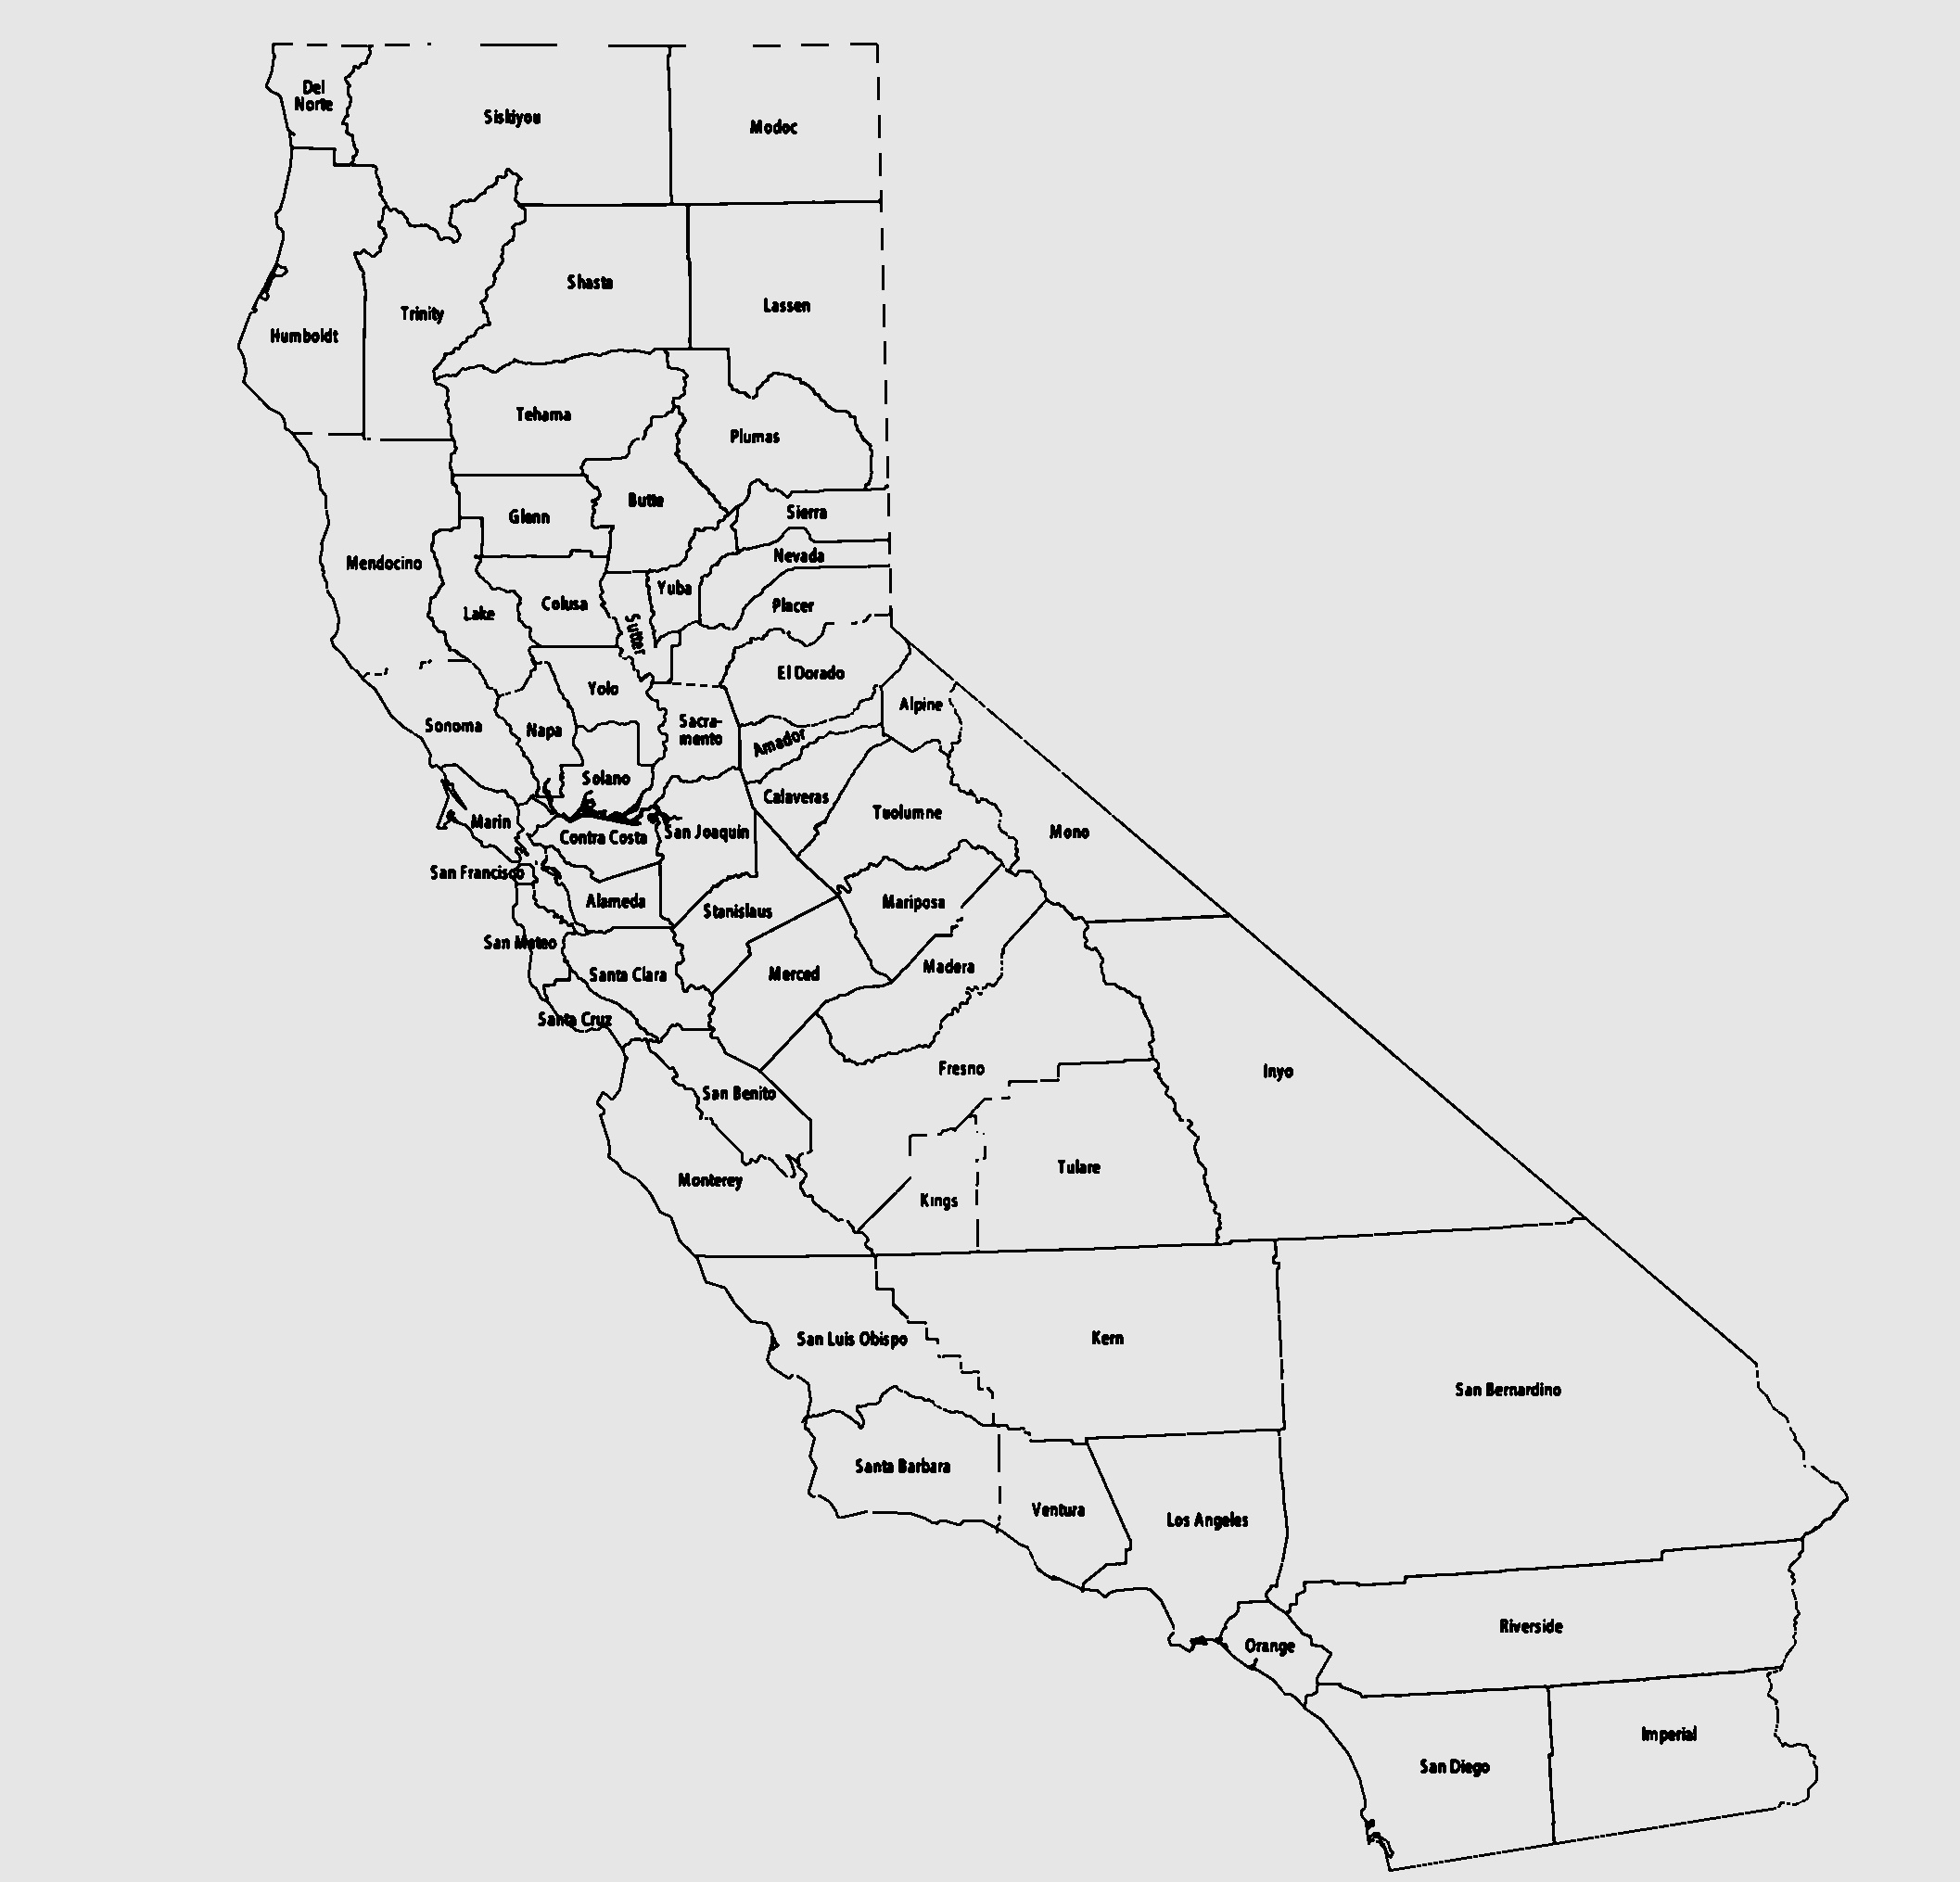 Del
Norte
Siskiyou
Modoc
Shasta
Lassen
Trinity
Humboldt
Tehama
Plumas
Butte
Glenn
Sierra
Mendocino
Nevada
Yuba
Colusa
Placer
Lake
Sutter
El Dorado
Yolo
Alpine
Sonoma
Napa
Sacra-
mento
Amador
Solano
Calaveras
Tuolumne
Marin
Contra Costa
San Joaquin
Mono
San Francisco
Alameda
Stanislaus
Mariposa
San Mateo
Santa Clara
Merced
Madera
Santa Cruz
Fresno
Inyo
San Benito
Monterey
Kings
Tulare
San Luis Obispo
Kern
San Bernardino
Santa Barbara
Ventura
Los Angeles
Riverside
Orange
Imperial
San Diego